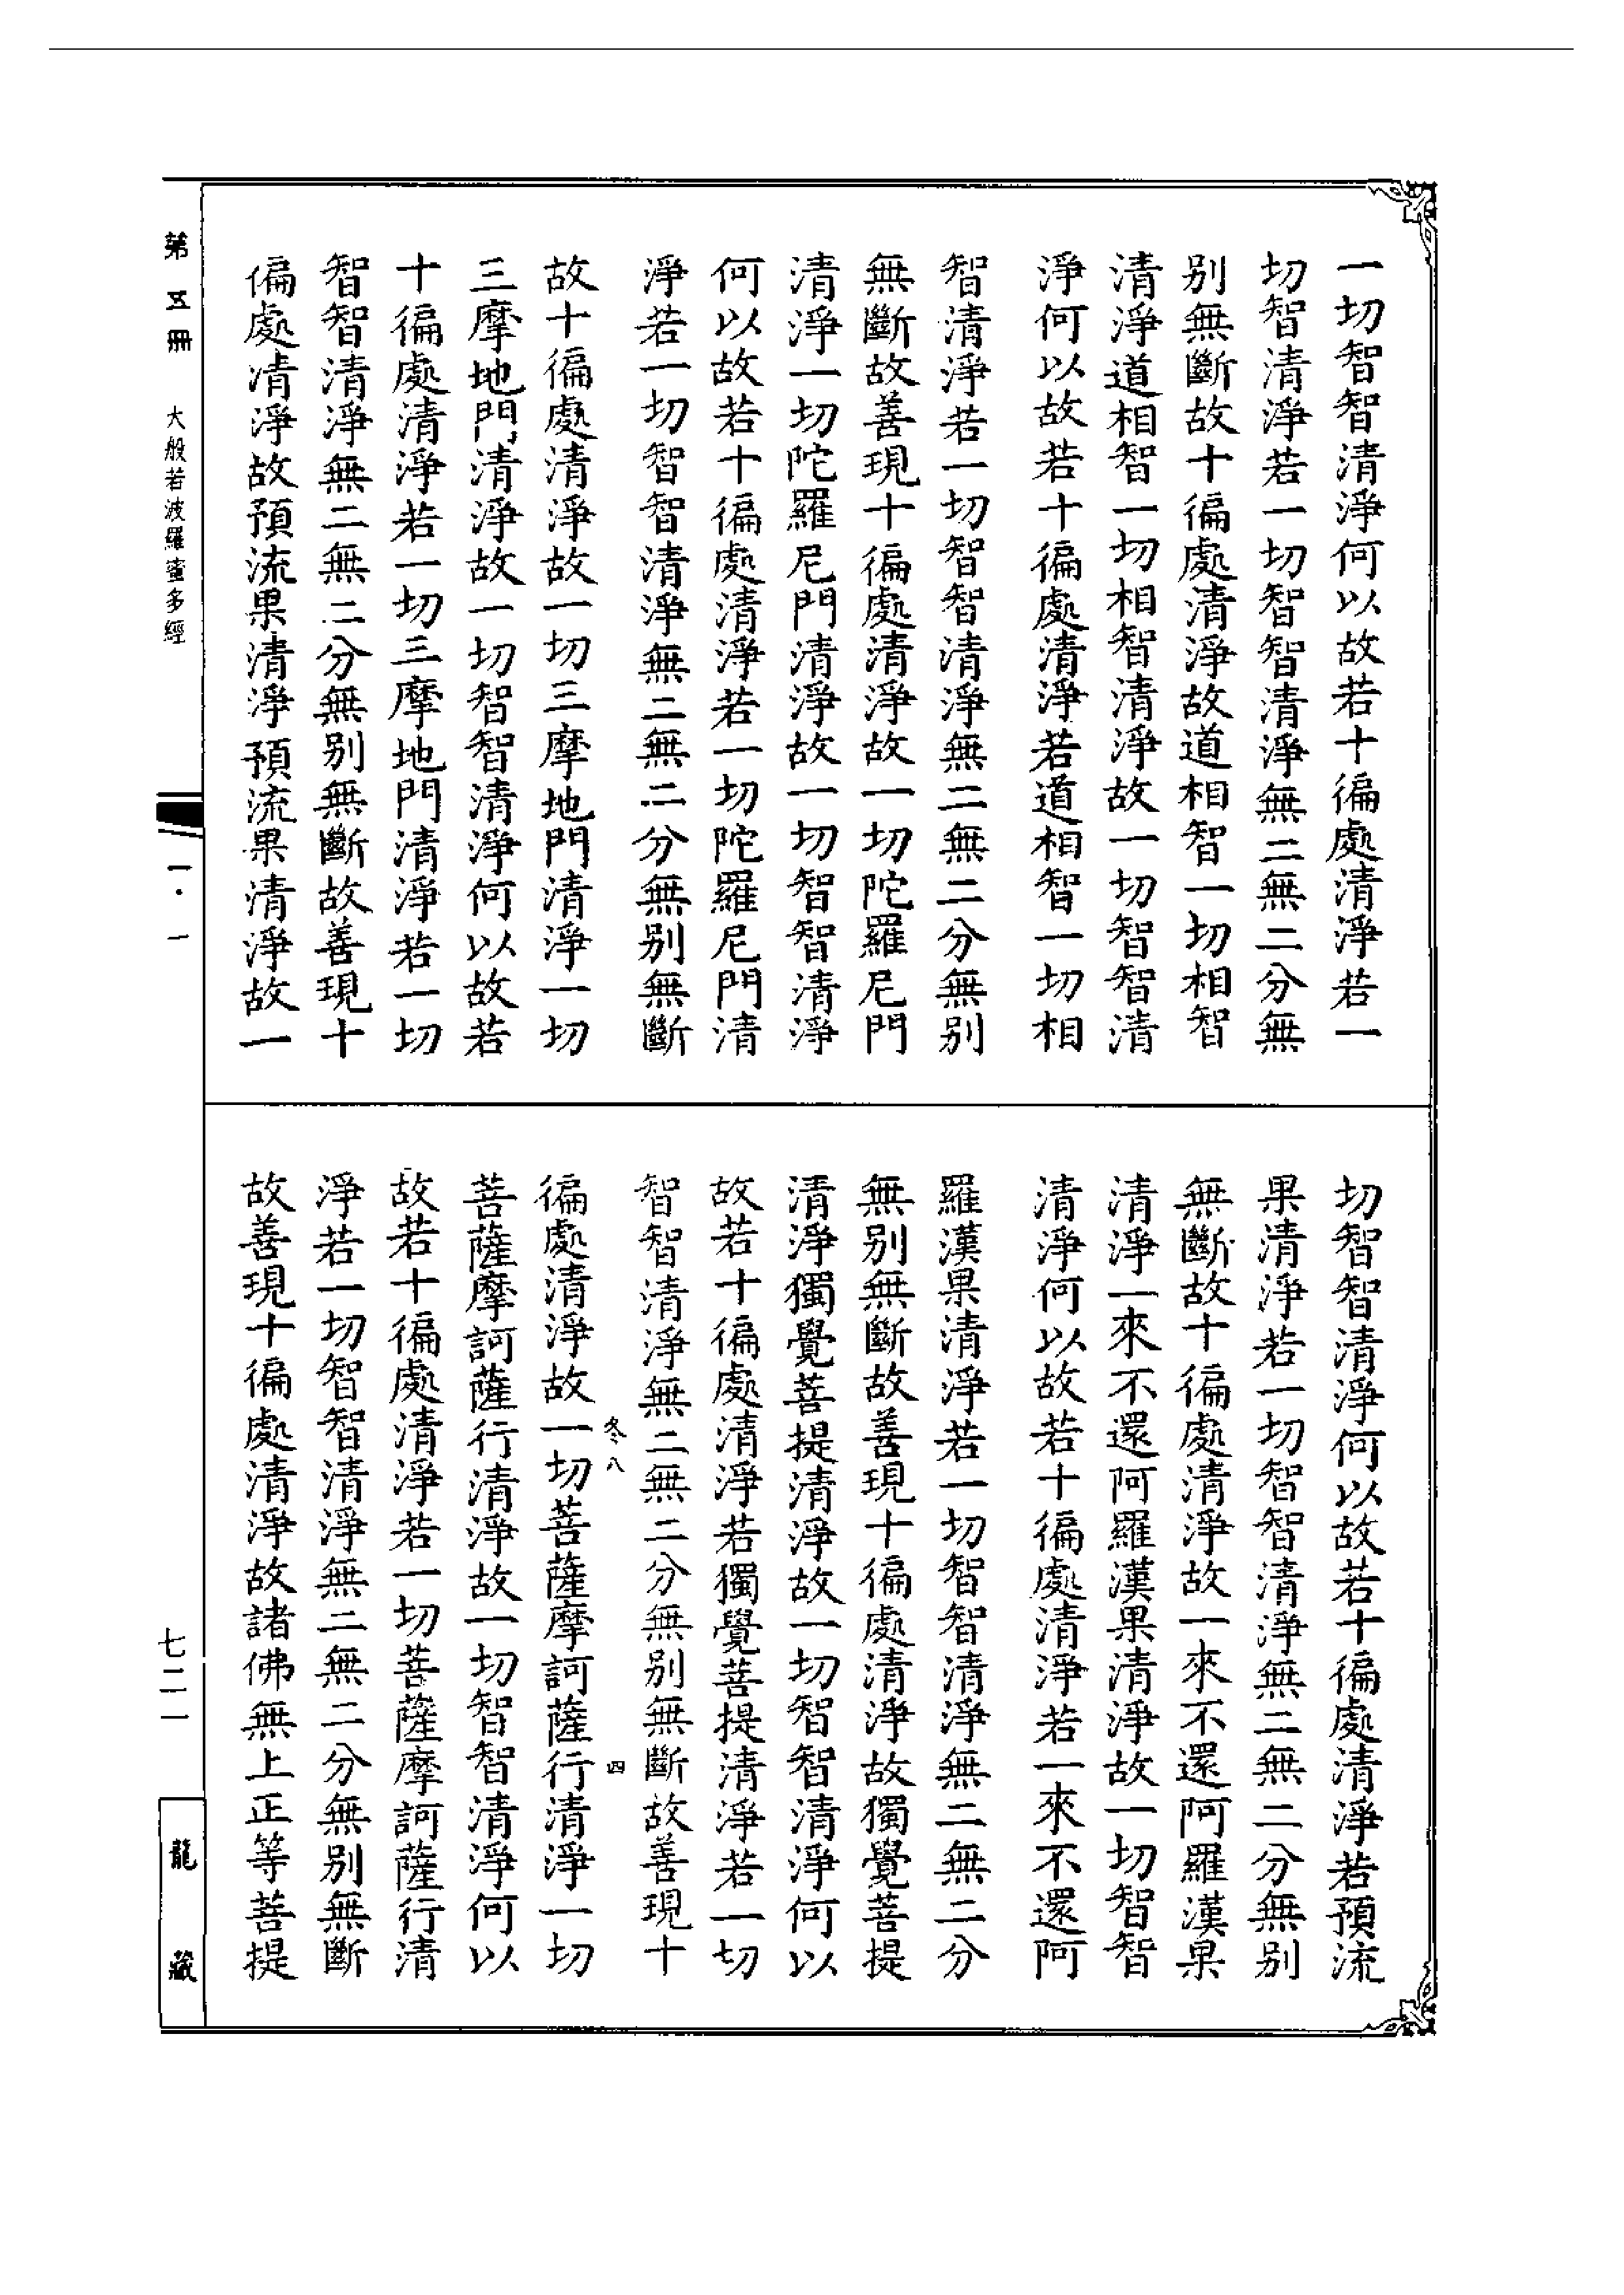 一切智智清淨何以故若十徧處清淨若一
切智清淨若一切智智清淨無二無二分無
别無斷故十徧處清淨故道相智一切相智
清淨道相智一切相智清淨故一切智智清
淨何以故若十徧處清淨若道相智一切相
智清淨若一切智智清淨無二無二分無别
無斷故善現十徧處清淨故一切陀羅尼門
清淨一切陀羅尼門清淨故一切智智清淨
何以故若十徧處清淨若一切陀羅尼門清
淨若一切智智清淨無二無二分無别無斷
故十徧處清淨故一切三摩地門清淨一切
三摩地門清淨故一切智智清淨何以故若
十徧處清淨若一切三摩地門清淨若一切
智智清淨無二無二分無别無斷故善現十
徧處清淨故預流果清淨預流果清淨故一
切智智清淨何以故若十徧處清淨若預流
果清淨若一切智智清淨無二無二分無别
無斷故十徧處清淨故一來不還阿羅漢果
清淨一來不還阿羅漢果清淨故一切智智
清淨何以故若十徧處清淨若一來不還阿
羅漢果清淨若一切智智清淨無二無二分
無别無斷故善現十徧處清淨故獨覺菩提
清淨獨覺菩提清淨故一切智智清淨何以
故若十徧處清淨若獨覺菩提清淨若一切
智智清淨無二無二分無别無斷故善現十
冬八 四
徧處清淨故一切菩薩摩訶薩行清淨一切
菩薩摩訶薩行清淨故一切智智清淨何以
故若十徧處清淨若一切菩薩摩訶薩行清
淨若一切智智清淨無二無二分無别無斷
故善現十徧處清淨故諸佛無上正等菩提
第五冊 大般若波羅蜜多經 一·一 七二一 龍藏